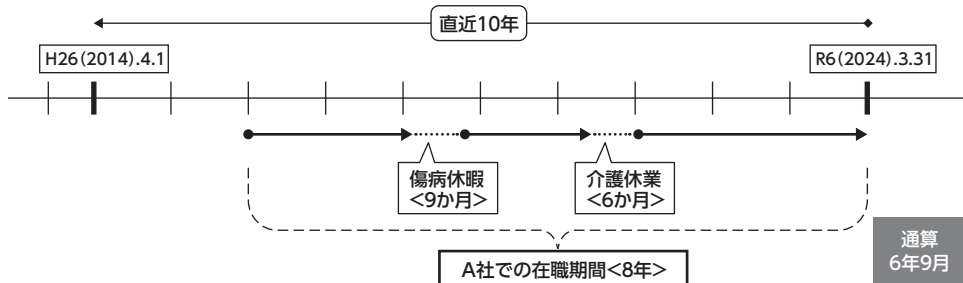 直近10年
H26(2014).4.1
R6(2024).3.31
傷病休暇
<9か月>
介護休業
<6か月>
A社での在職期間<8年>
通算
6年9月